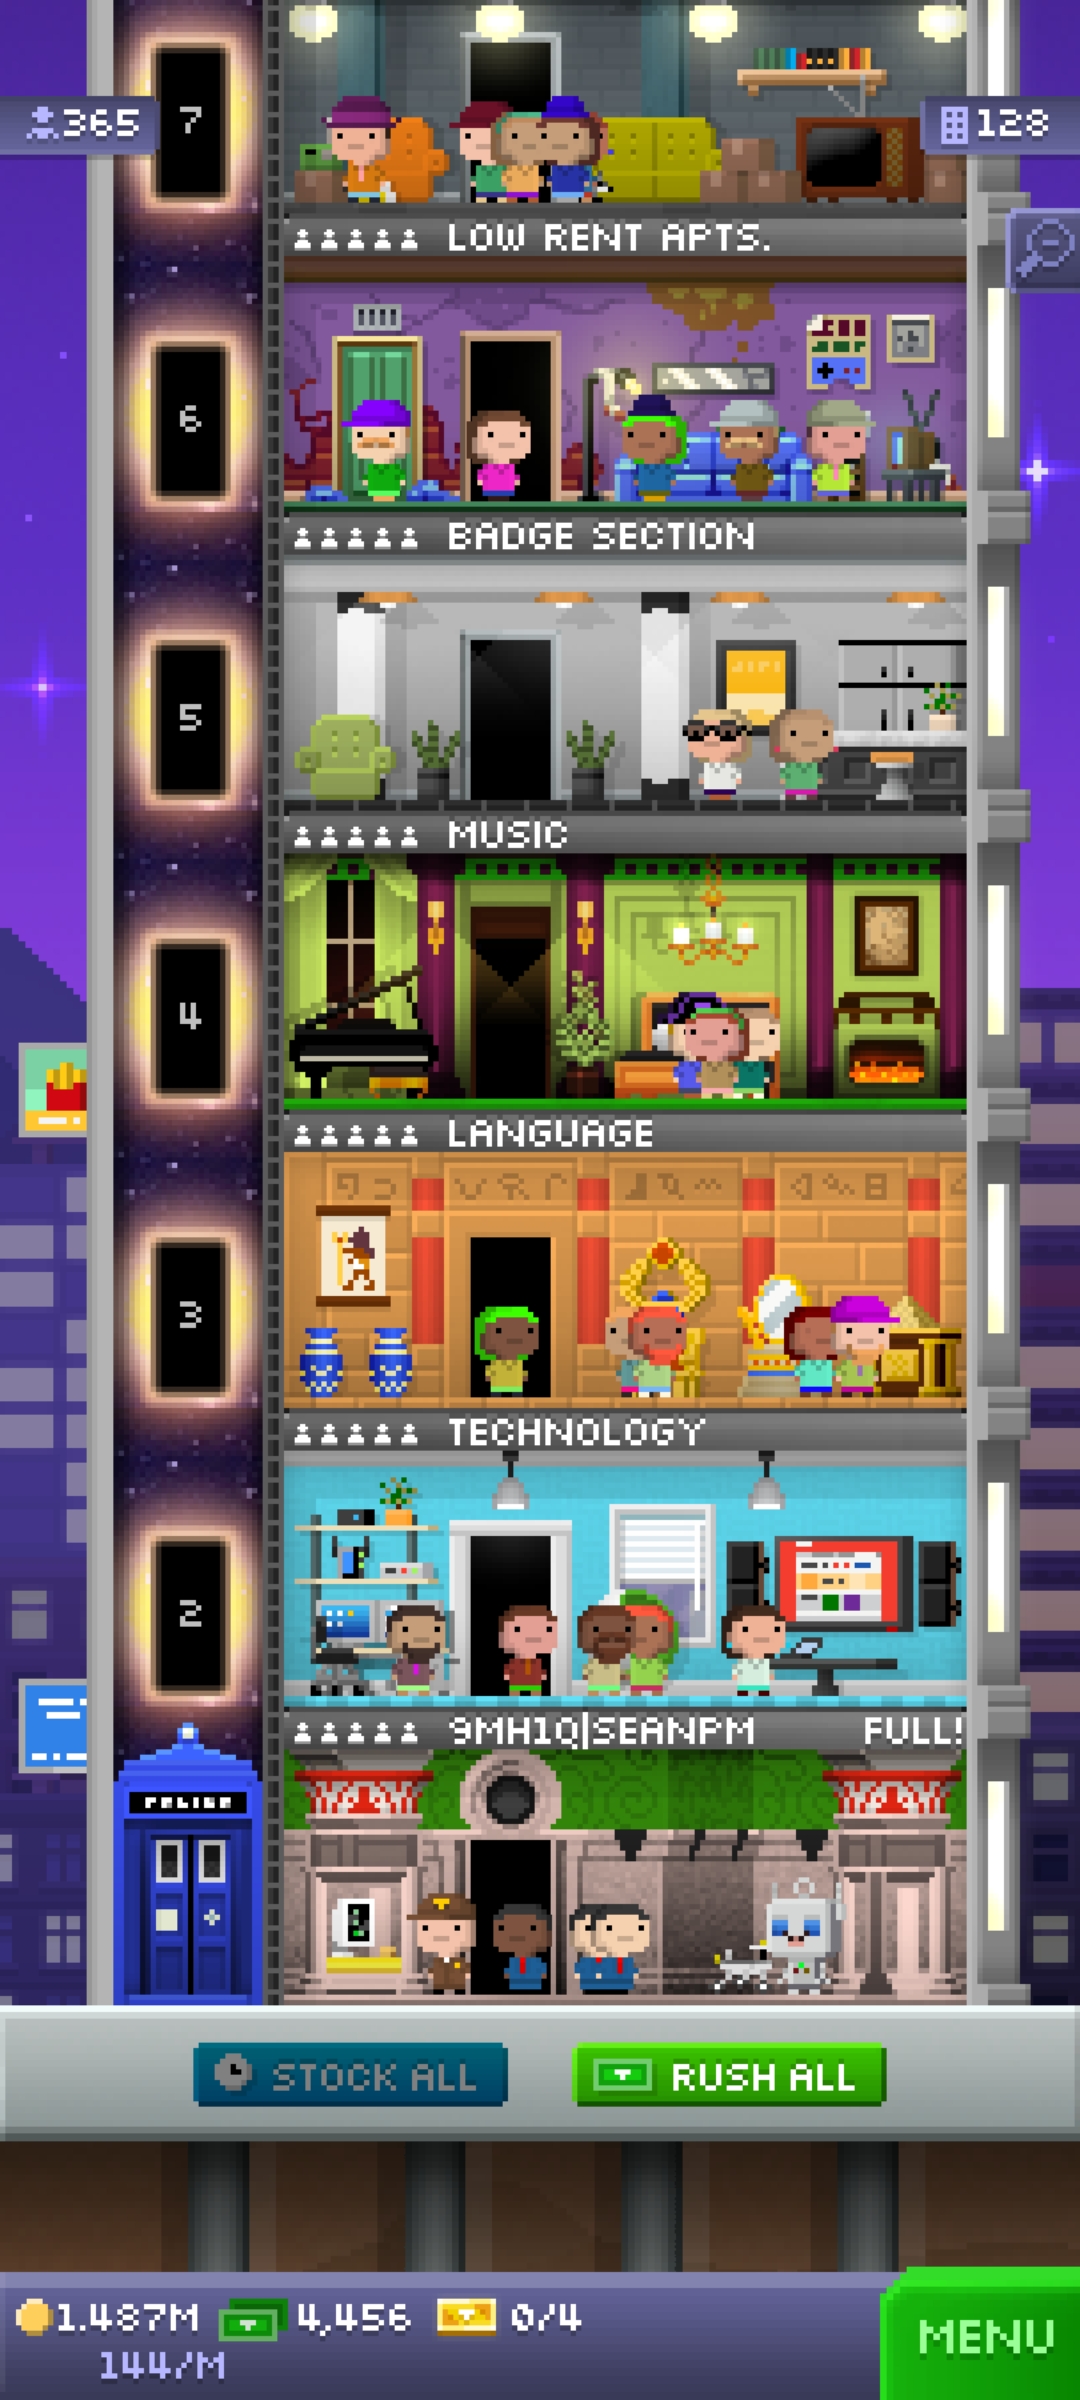 7
365
128
LOW RENT APTS.
6
BADGE SECTION
5
MUSIC
4
LANGUAGE
3
TECHNOLOGY
2
9MH1Q|SEANPM FULL!
POLICE
STOCK ALL
RUSH ALL
1.487M 4,456 0/4
144/M
MENU